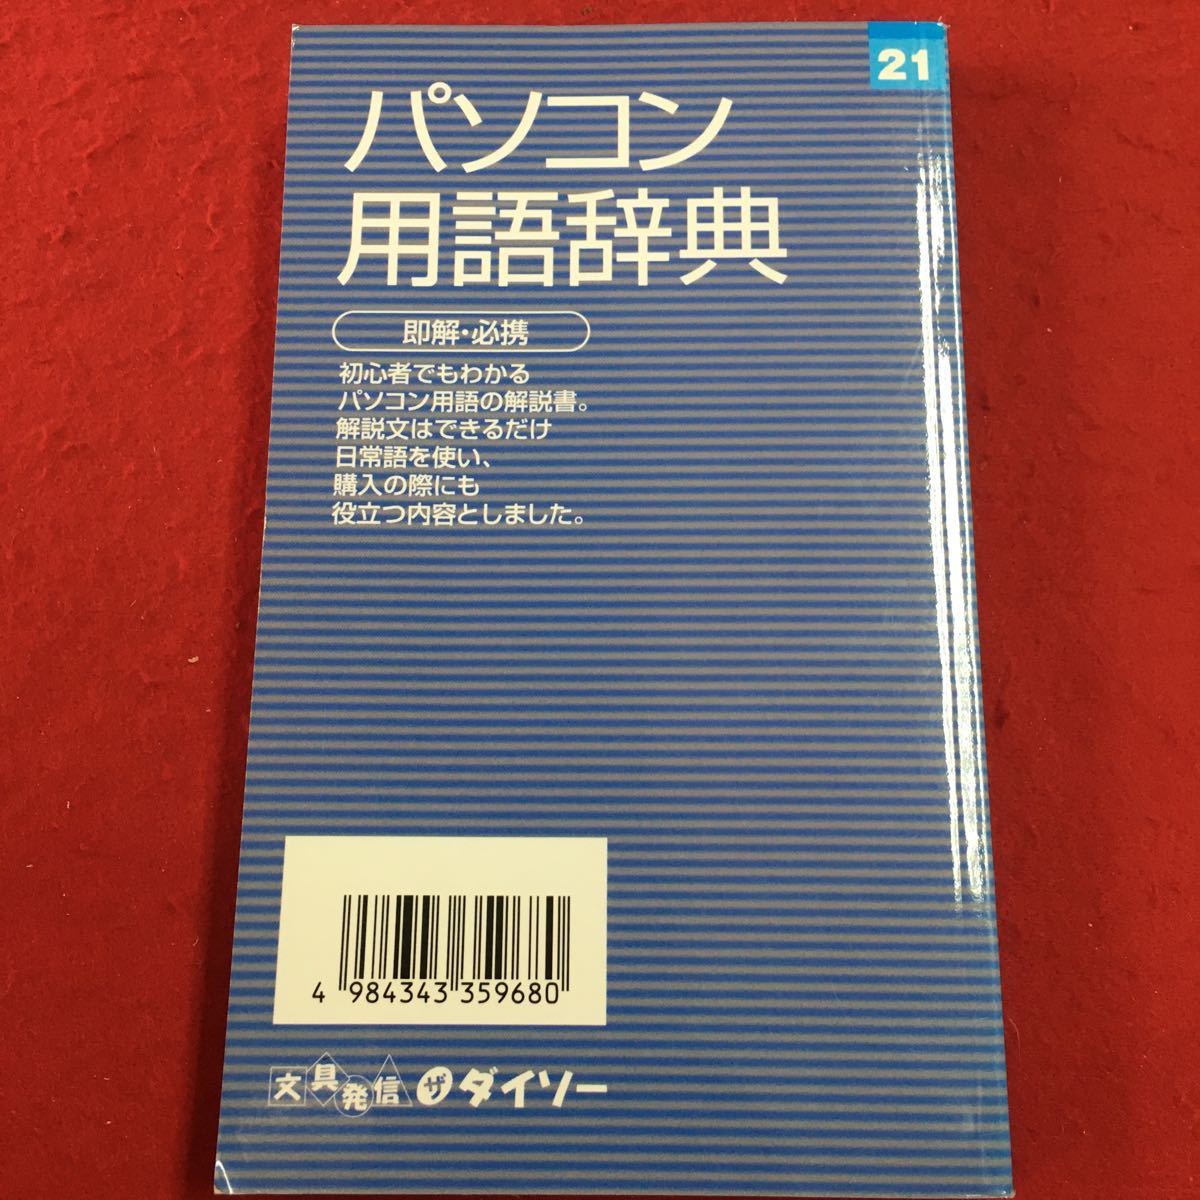 21
パソコン
用語辞典
即解・必携
初心者でもわかる
パソコン用語の解説書。
解説文はできるだけ
日常語を使い、
購入の際にも
役立つ内容としました。
4 984343 359680
文具発信 ザ ダイソー